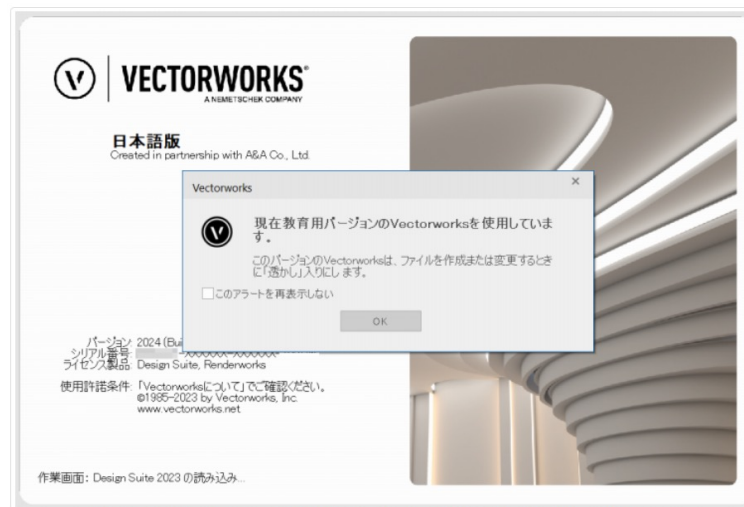 VECTORWORKS®
A NEMETSCHEK COMPANY
日本語版
Created in partnership with A&A Co., Ltd.
Vectorworks
現在教育用バージョンのVectorworksを使用していま
す。
このバージョンのVectorworksは、ファイルを作成または変更するとき
に「透かし」入りにします。
このアラートを再表示しない
OK
バージョン: 2024 (Bui
シリアル番号:
ライセンス製品: Design Suite, Renderworks
使用許諾条件: 「Vectorworksについて」でご確認ください。
©1985-2023 by Vectorworks, Inc.
www.vectorworks.net
作業画面: Design Suite 2023 の読み込み...